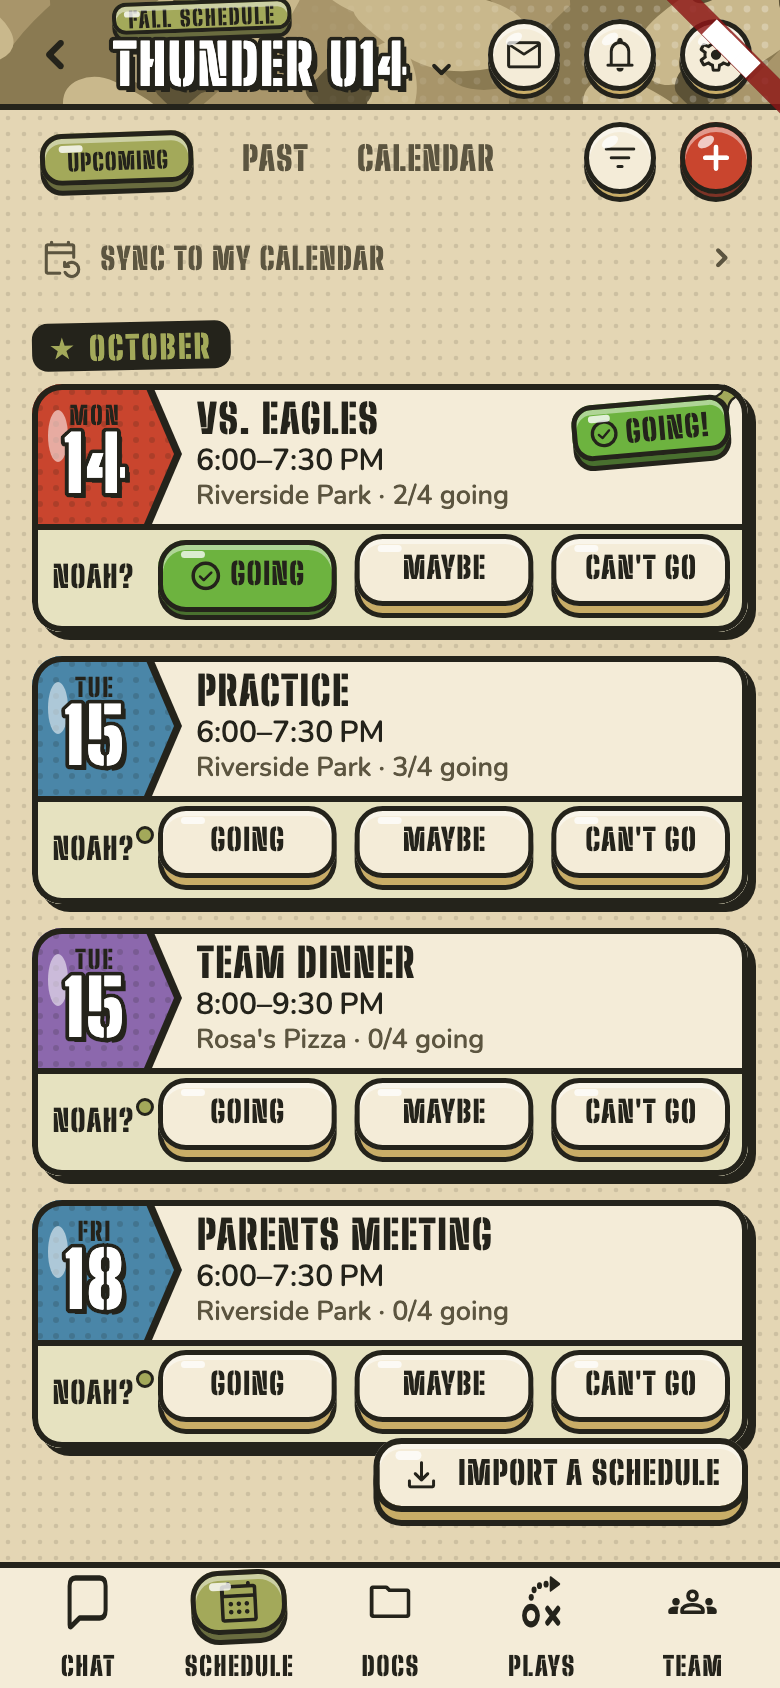 FALL SCHEDULE
THUNDER U14
UPCOMING PAST CALENDAR
SYNC TO MY CALENDAR
★ OCTOBER
MON
14
VS. EAGLES
6:00–7:30 PM
Riverside Park · 2/4 going
GOING!
NOAH? GOING MAYBE CAN'T GO
TUE
15
PRACTICE
6:00–7:30 PM
Riverside Park · 3/4 going
NOAH? GOING MAYBE CAN'T GO
TUE
15
TEAM DINNER
8:00–9:30 PM
Rosa's Pizza · 0/4 going
NOAH? GOING MAYBE CAN'T GO
FRI
18
PARENTS MEETING
6:00–7:30 PM
Riverside Park · 0/4 going
NOAH? GOING MAYBE CAN'T GO
IMPORT A SCHEDULE
CHAT SCHEDULE DOCS PLAYS TEAM